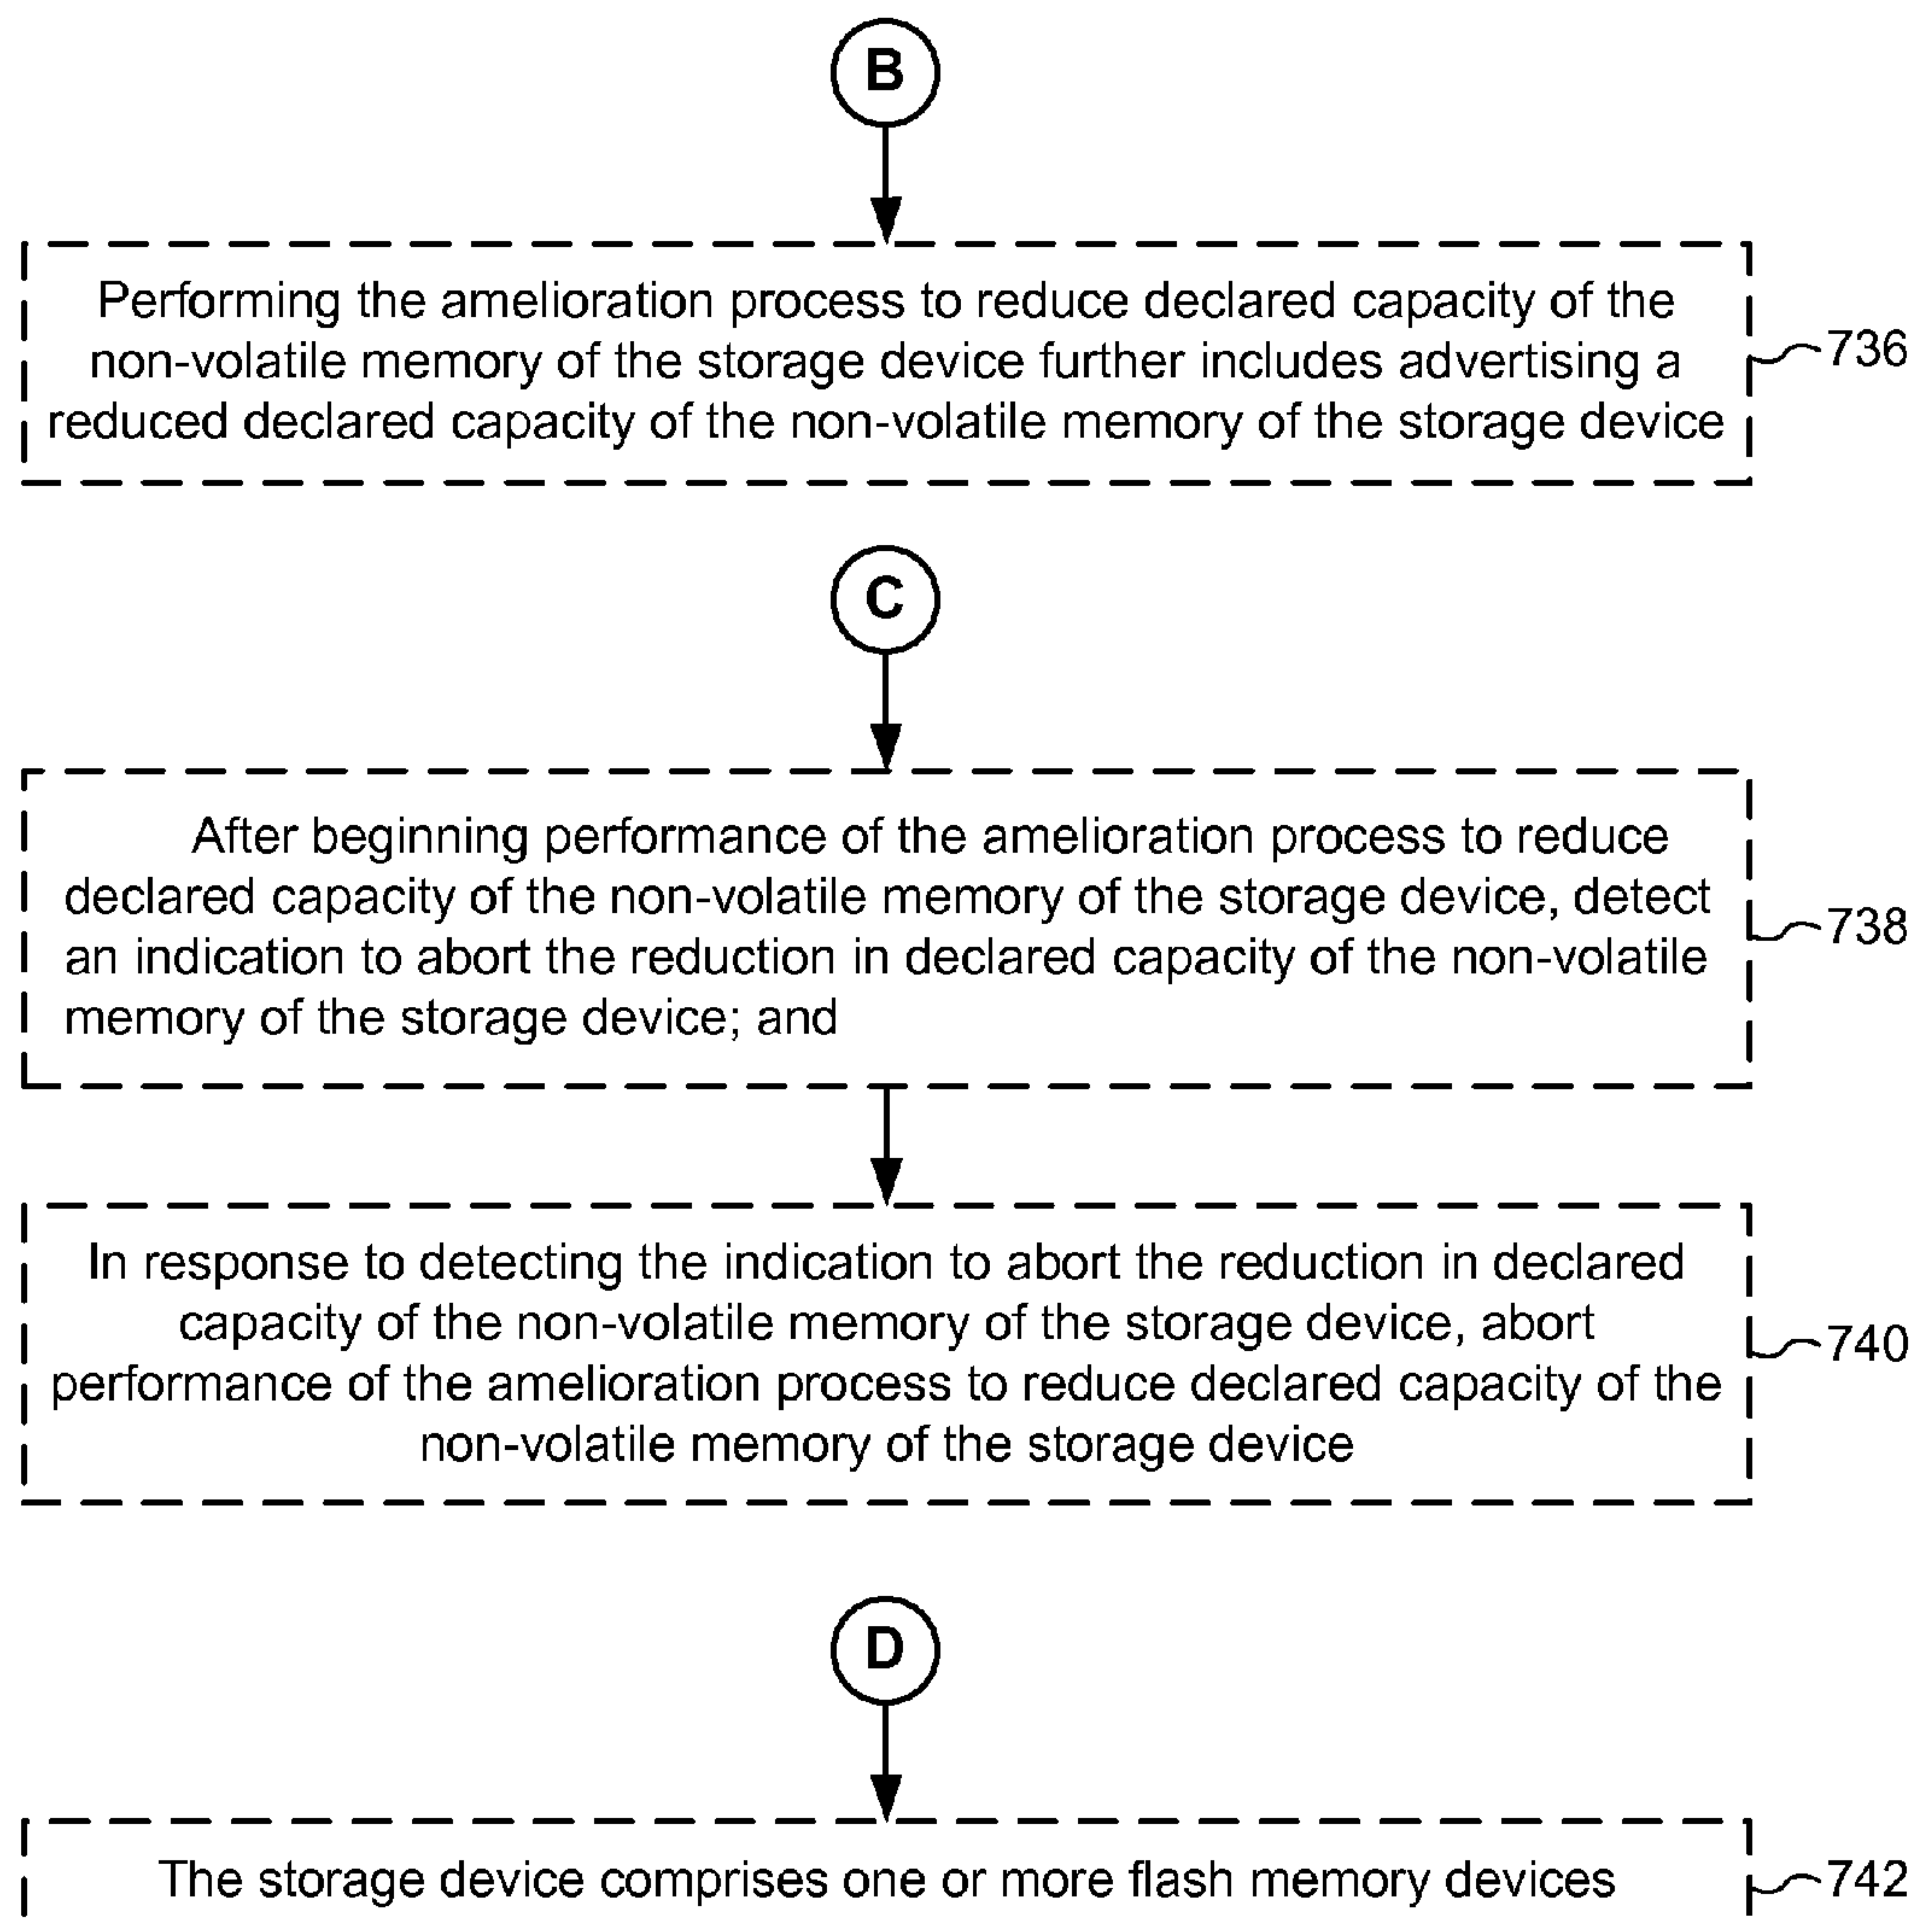 B
Performing the amelioration process to reduce declared capacity of the
non-volatile memory of the storage device further includes advertising a
reduced declared capacity of the non-volatile memory of the storage device
736
C
After beginning performance of the amelioration process to reduce
declared capacity of the non-volatile memory of the storage device, detect
an indication to abort the reduction in declared capacity of the non-volatile
memory of the storage device; and
738
In response to detecting the indication to abort the reduction in declared
capacity of the non-volatile memory of the storage device, abort
performance of the amelioration process to reduce declared capacity of the
non-volatile memory of the storage device
740
D
The storage device comprises one or more flash memory devices
742